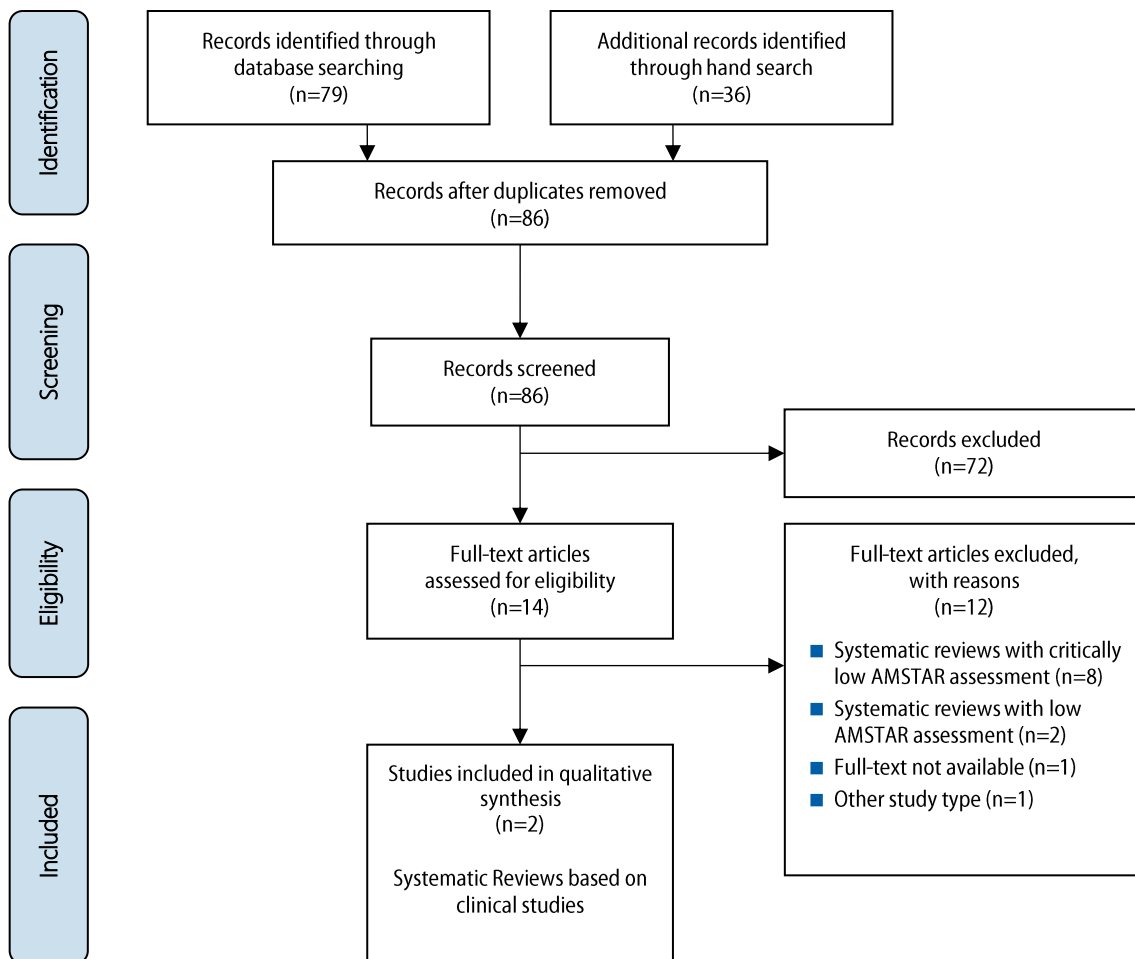 Identification
Records identified through
database searching
(n=79)
Additional records identified
through hand search
(n=36)
Records after duplicates removed
(n=86)
Screening
Records screened
(n=86)
Records excluded
(n=72)
Eligibility
Full-text articles
assessed for eligibility
(n=14)
Full-text articles excluded,
with reasons
(n=12)
Systematic reviews with critically
low AMSTAR assessment (n=8)
Systematic reviews with low
AMSTAR assessment (n=2)
Full-text not available (n=1)
Other study type (n=1)
Included
Studies included in qualitative
synthesis
(n=2)
Systematic Reviews based on
clinical studies